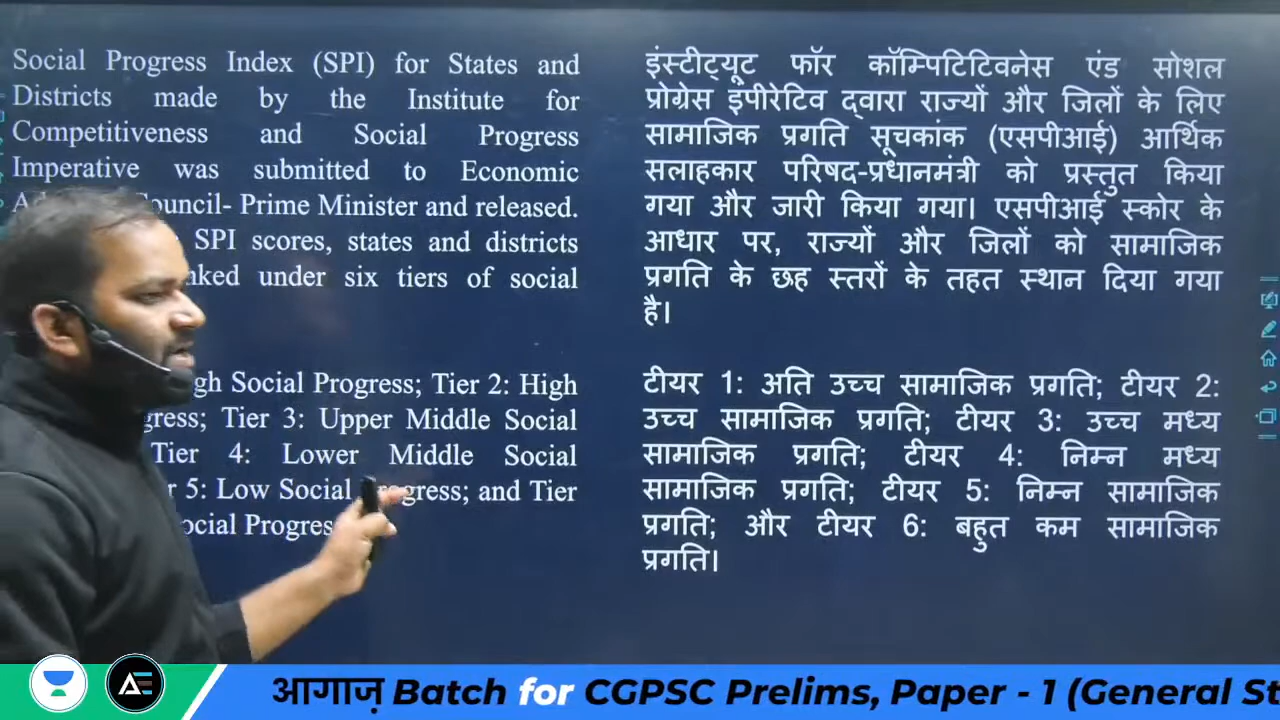 Social Progress Index (SPI) for States and
Districts made by the Institute for
Competitiveness and Social Progress
Imperative was submitted to Economic
Council- Prime Minister and released.
SPI scores, states and districts
under six tiers of social
Social Progress; Tier 2: High
Tier 3: Upper Middle Social
Tier 4: Lower Middle Social
5: Low Social Progress; and Tier
इंस्टीट्यूट फॉर कॉम्पिटिटिवनेस एंड सोशल
प्रोग्रेस इंपीरेटिव द्वारा राज्यों और जिलों के लिए
सामाजिक प्रगति सूचकांक (एसपीआई) आर्थिक
सलाहकार परिषद-प्रधानमंत्री को प्रस्तुत किया
गया और जारी किया गया। एसपीआई स्कोर के
आधार पर, राज्यों और जिलों को सामाजिक
प्रगति के छह स्तरों के तहत स्थान दिया गया
है।
टीयर 1: अति उच्च सामाजिक प्रगति; टीयर 2:
उच्च सामाजिक प्रगति; टीयर 3: उच्च मध्य
सामाजिक प्रगति; टीयर 4: निम्न मध्य
सामाजिक प्रगति; टीयर 5: निम्न सामाजिक
प्रगति; और टीयर 6: बहुत कम सामाजिक
प्रगति।
आगाज़ Batch for CGPSC Prelims, Paper - 1 (General St